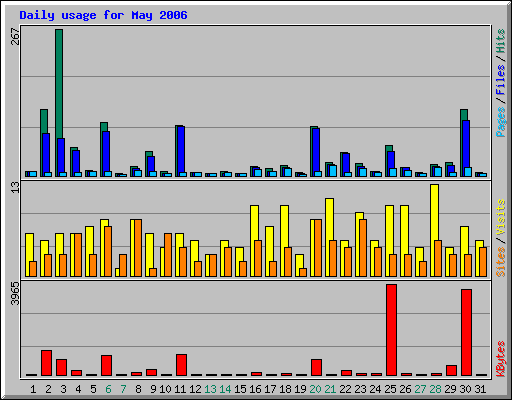 Daily usage for May 2006
267
Pages / Files / Hits
13
Sites / Visits
3965
KBytes
1 2 3 4 5 6 7 8 9 10 11 12 13 14 15 16 17 18 19 20 21 22 23 24 25 26 27 28 29 30 31